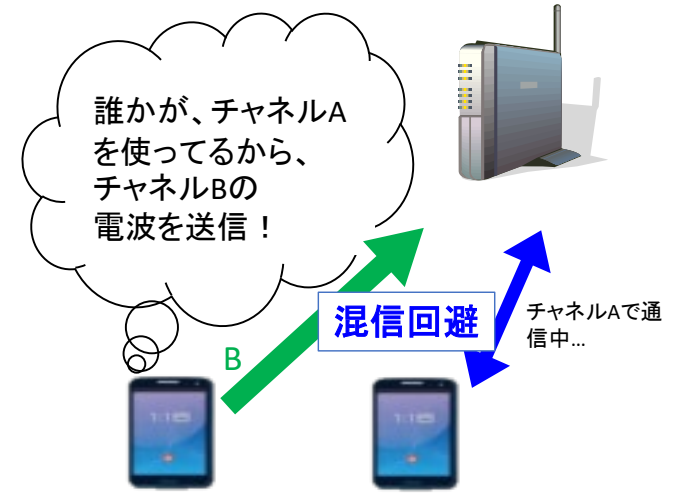 誰かが、チャネルA
を使ってるから、
チャネルBの
電波を送信！
混信回避
チャネルAで通
信中...
B